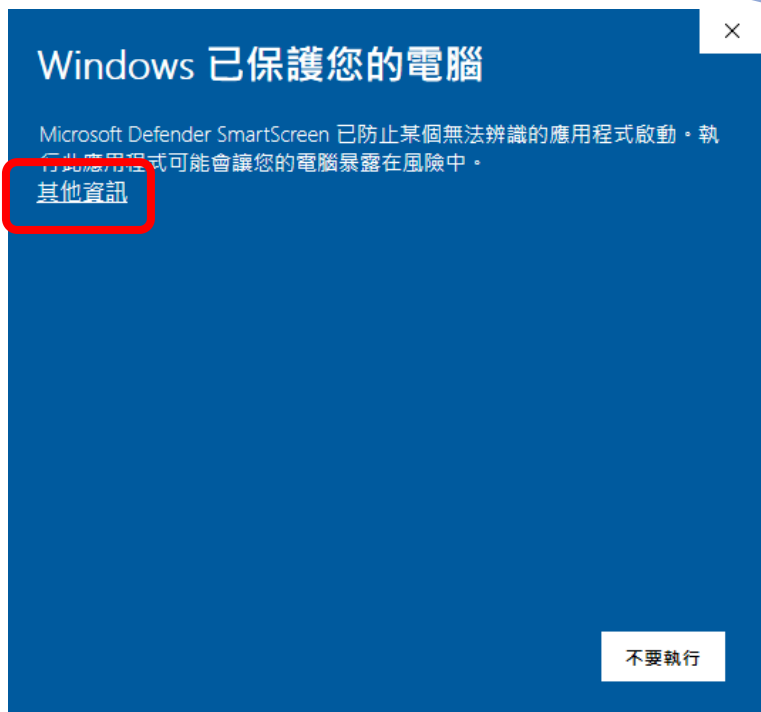 Windows 已保護您的電腦
Microsoft Defender SmartScreen 已防止某個無法辨識的應用程式啟動。執
行此應用程式可能會讓您的電腦暴露在風險中。
其他資訊
不要執行